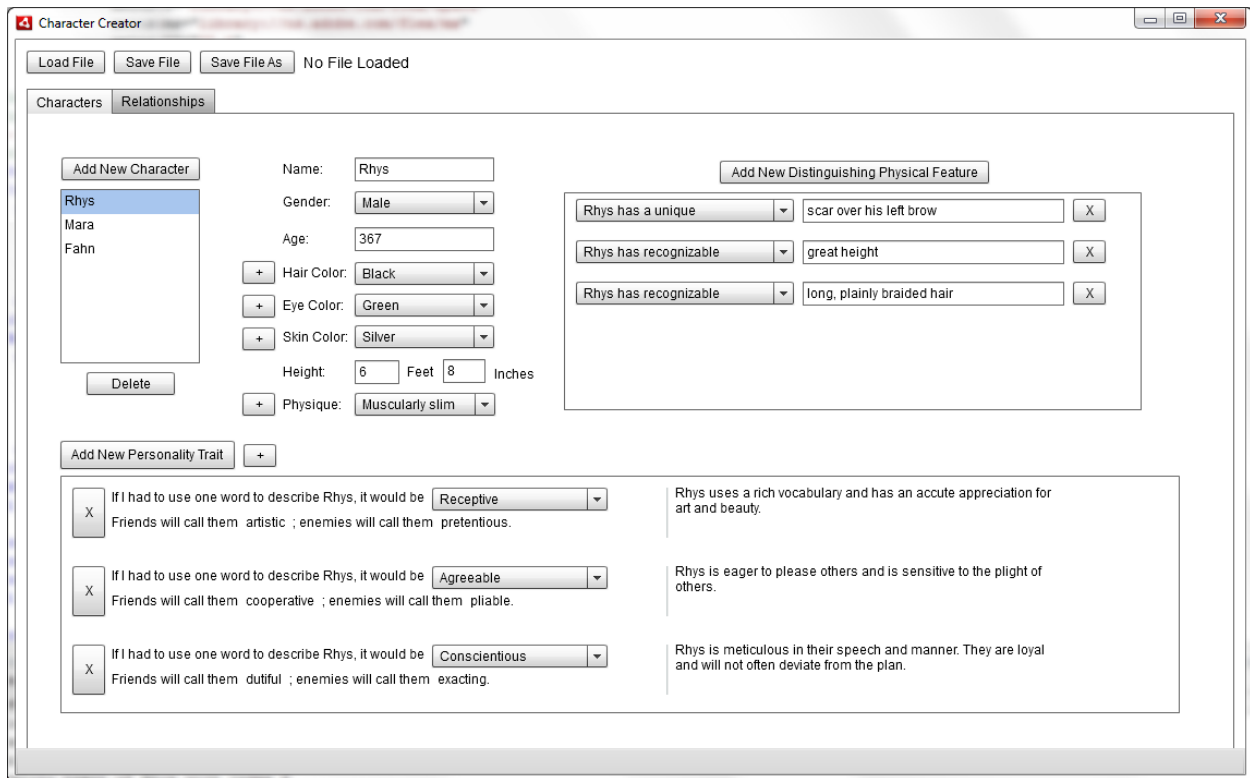 Character Creator
Load File Save File Save File As No File Loaded
Characters Relationships
Add New Character
Rhys
Mara
Fahn
Delete
Name: Rhys
Gender: Male
Age: 367
+ Hair Color: Black
+ Eye Color: Green
+ Skin Color: Silver
Height: 6 Feet 8 Inches
+ Physique: Muscularly slim
Add New Distinguishing Physical Feature
Rhys has a unique scar over his left brow X
Rhys has recognizable great height X
Rhys has recognizable long, plainly braided hair X
Add New Personality Trait +
X
If I had to use one word to describe Rhys, it would be Receptive
Friends will call them artistic ; enemies will call them pretentious.
Rhys uses a rich vocabulary and has an accute appreciation for
art and beauty.
X
If I had to use one word to describe Rhys, it would be Agreeable
Friends will call them cooperative ; enemies will call them pliable.
Rhys is eager to please others and is sensitive to the plight of
others.
X
If I had to use one word to describe Rhys, it would be Conscientious
Friends will call them dutiful ; enemies will call them exacting.
Rhys is meticulous in their speech and manner. They are loyal
and will not often deviate from the plan.